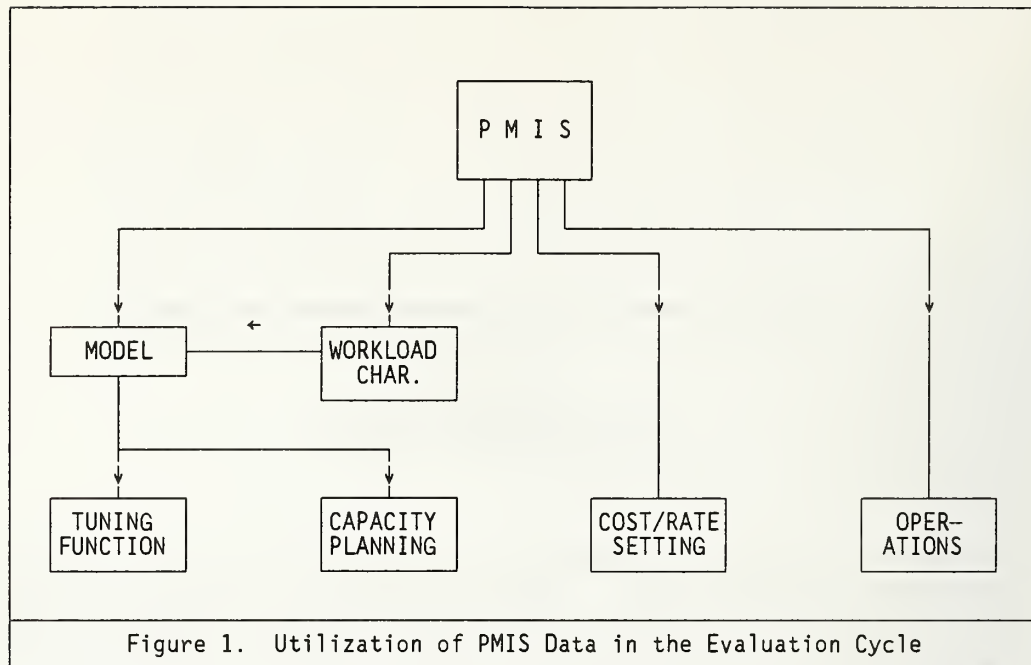 P M I S
MODEL
WORKLOAD
CHAR.
TUNING
FUNCTION
CAPACITY
PLANNING
COST/RATE
SETTING
OPER--
ATIONS
Figure 1. Utilization of PMIS Data in the Evaluation Cycle